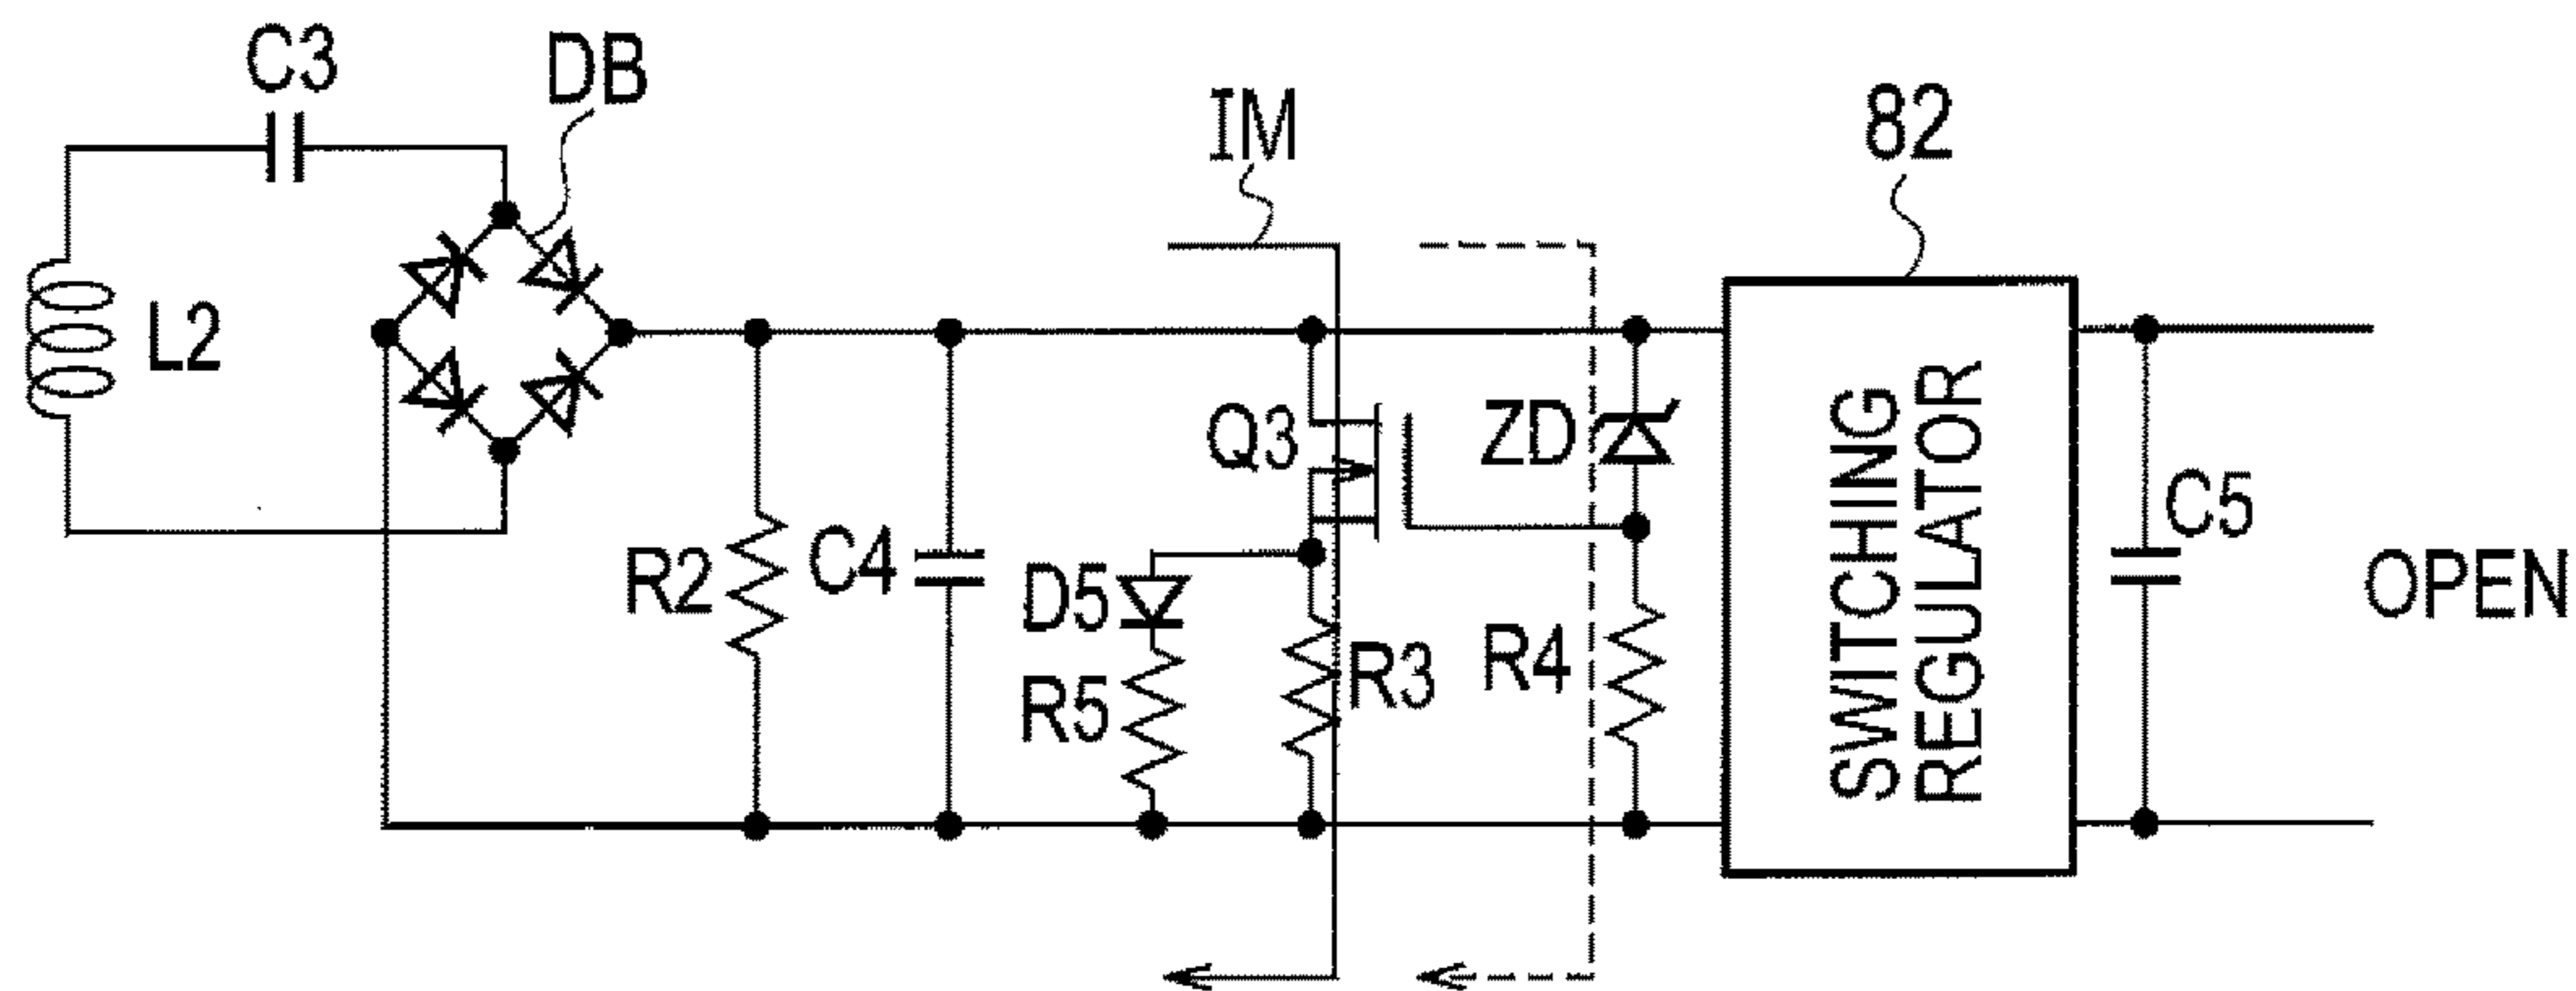 C3
DB
IM
82
L2
Q3
ZD
R2
C4
D5
R5
R3
R4
SWITCHING
REGULATOR
C5
OPEN